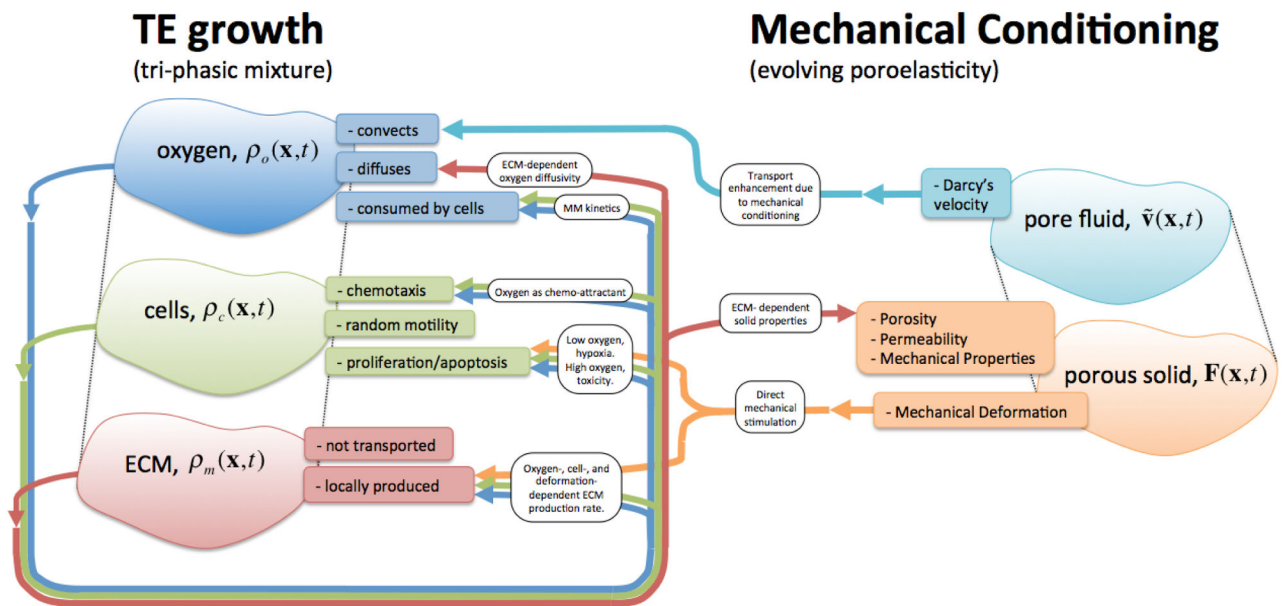 TE growth
(tri-phasic mixture)
Mechanical Conditioning
(evolving poroelasticity)
oxygen, ρₒ(x,t)
- convects
- diffuses
- consumed by cells
ECM-dependent
oxygen diffusivity
MM kinetics
Transport
enhancement due
to mechanical
conditioning
- Darcy's
velocity
pore fluid, ṽ(x,t)
cells, ρ_c(x,t)
- chemotaxis
- random motility
- proliferation/apoptosis
Oxygen as chemo-attractant
Low oxygen,
hypoxia.
High oxygen,
toxicity.
ECM- dependent
solid properties
- Porosity
- Permeability
- Mechanical Properties
porous solid, F(x,t)
Direct
mechanical
stimulation
- Mechanical Deformation
ECM, ρₘ(x,t)
- not transported
- locally produced
Oxygen-, cell-, and
deformation-
dependent ECM
production rate.